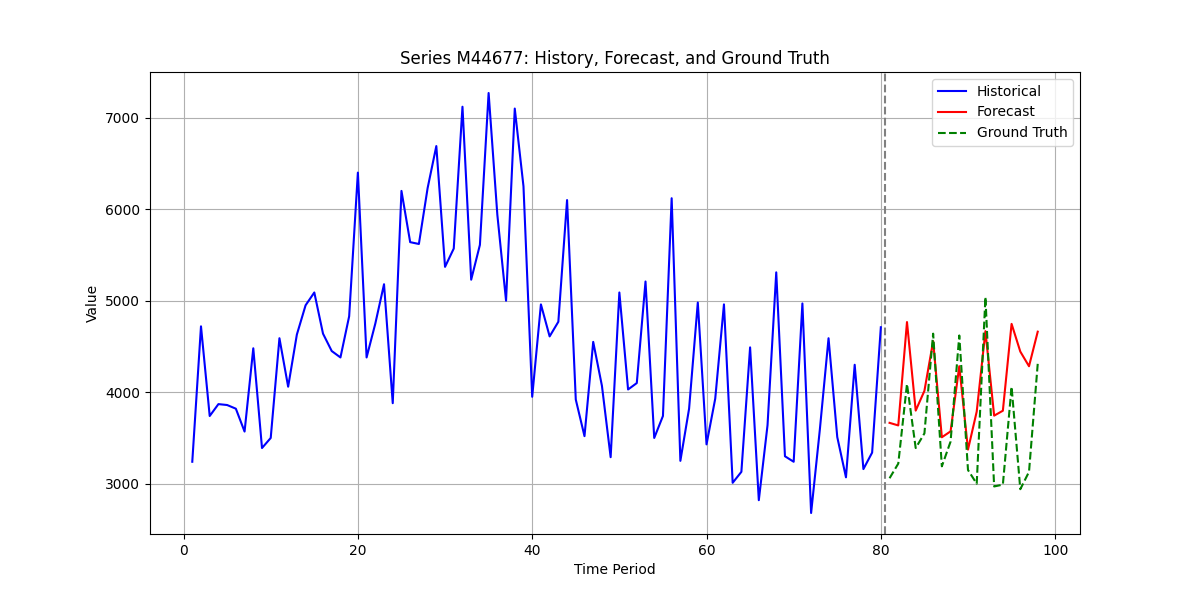 Series M44677: History, Forecast, and Ground Truth
Historical
Forecast
Ground Truth
7000
6000
5000
4000
3000
Value
0 20 40 60 80 100
Time Period